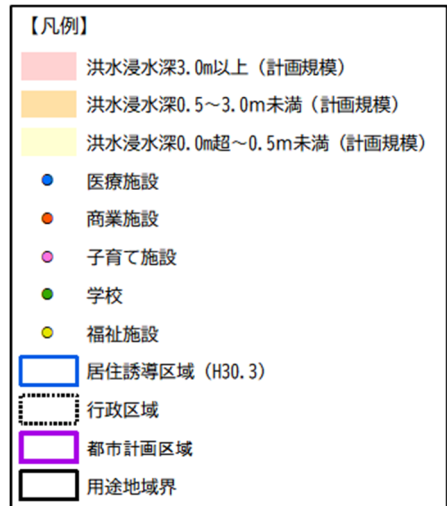 【凡例】
洪水浸水深3.0m以上（計画規模）
洪水浸水深0.5～3.0m未満（計画規模）
洪水浸水深0.0m超～0.5m未満（計画規模）
医療施設
商業施設
子育て施設
学校
福祉施設
居住誘導区域（H30.3）
行政区域
都市計画区域
用途地域界